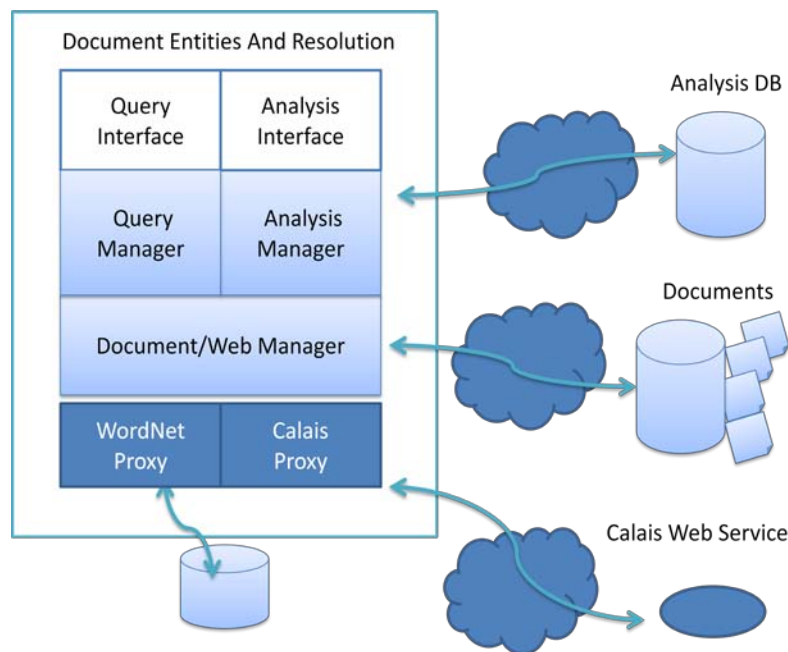 Document Entities And Resolution
Query
Interface
Analysis
Interface
Query
Manager
Analysis
Manager
Document/Web Manager
WordNet
Proxy
Calais
Proxy
Analysis DB
Documents
Calais Web Service